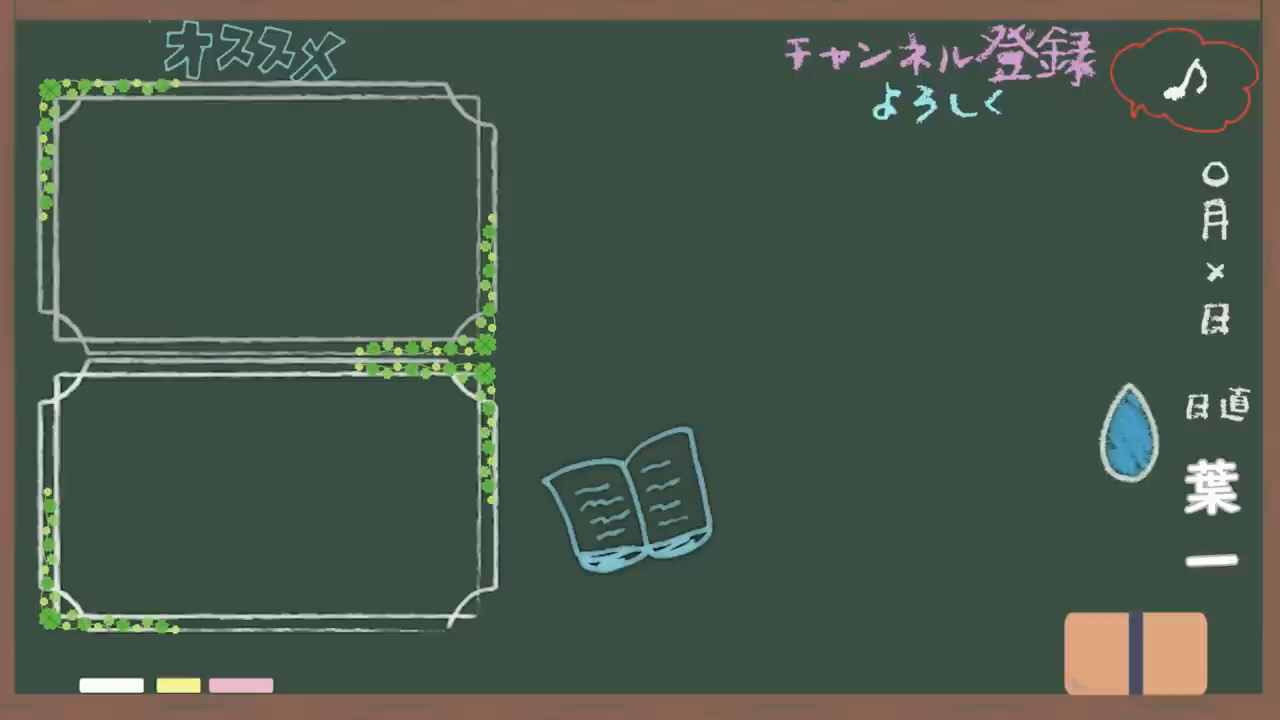 オススメ
チャンネル登録
よろしく
○月×日
日直
葉一